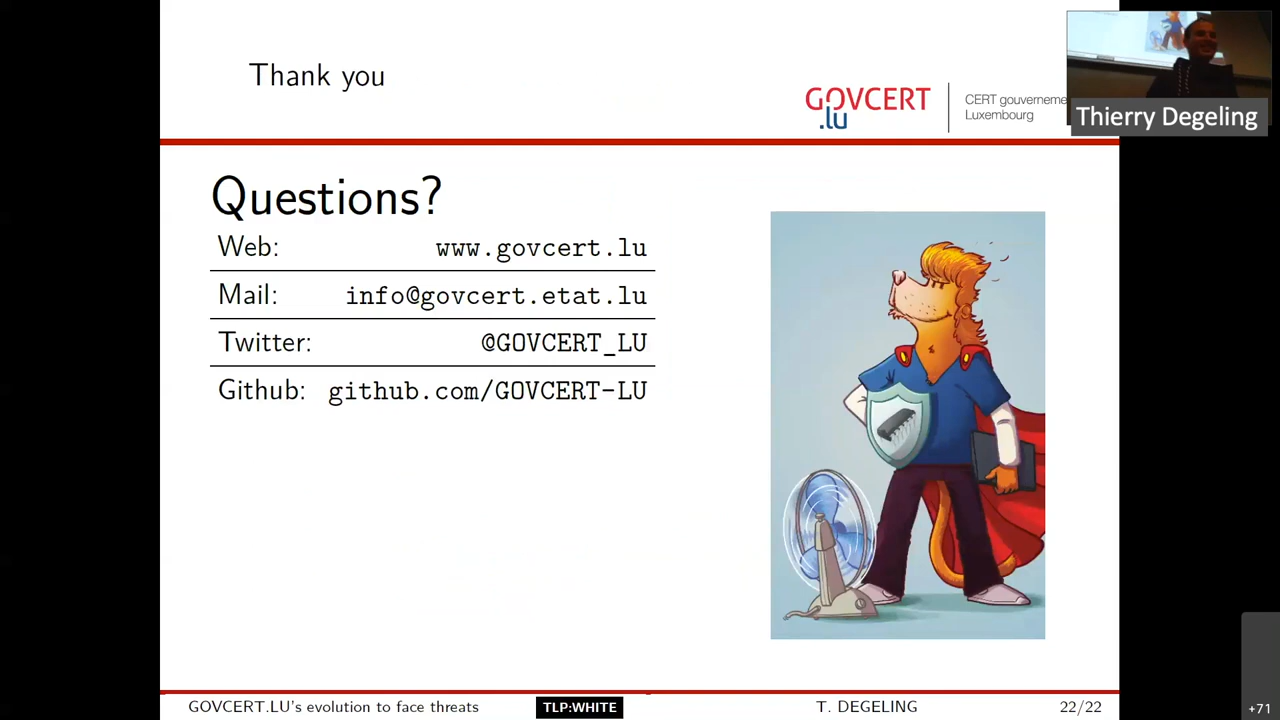 Thank you
GOVCERT
.lu
CERT gouverneme
Luxembourg
Thierry Degeling
Questions?
Web: www.govcert.lu
Mail: info@govcert.etat.lu
Twitter: @GOVCERT_LU
Github: github.com/GOVCERT-LU
GOVCERT.LU's evolution to face threats TLP:WHITE T. DEGELING 22/22
+71